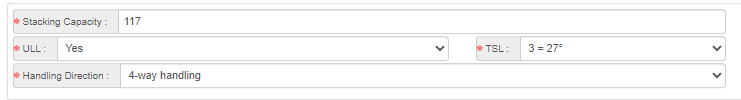 * Stacking Capacity : 117
* ULL : Yes * TSL : 3 = 27°
* Handling Direction : 4-way handling